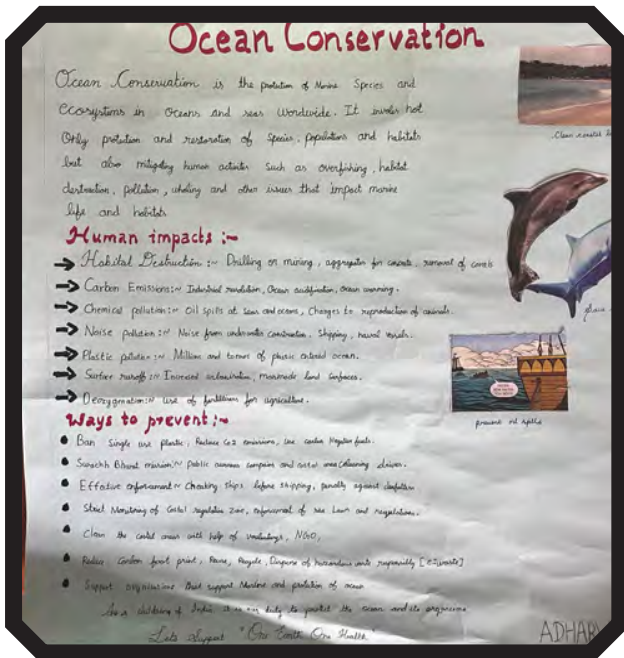 Ocean Conservation
Ocean Conservation is the protection of Marine Species and
ecosystems in oceans and seas Worldwide. It involves not
Only protection and restoration of Species, populations and habitats
but also mitigating human activities such as overfishing, habitat
destruction, pollution, whaling and other issues that impact marine
life and habitats
Clean coastal
Human impacts :~
Habitat Destruction :~ Drilling or mining, aggregates for concrete, removal of corals
Carbon Emissions :~ Industrial revolution, Ocean acidification, Ocean warming.
Chemical pollution :~ Oil spills at seas and oceans, Changes to reproduction of animals.
Noise pollution :~ Noise from underwater construction, Shipping, naval vessels.
Plastic pollution :~ Million tonnes of plastic entered ocean.
Surface runoff :~ Increased urbanisation, manmade land surfaces.
Deoxygenation :~ use of fertilizers for agriculture.
prevent oil spills
Ways to prevent :~
Ban Single use plastic, Reduce Co2 emissions, Use carbon Negative fuels.
Swachh Bharat mission :~ public awareness and coastal area cleaning drives.
Effective enforcement ~ Checking ships before shipping, penalty against defaulters
Strict Monitoring of Costal regulation Zone, enforcement of sea Laws and regulations.
Clean the costal areas with help of NGO,
Reduce Carbon foot print, Reuse, Recycle, Dispose of hazardous waste responsibly [e-waste]
Support organisations that support Marine and protection of ocean
As a children of India it is our duty to protect the ocean and its organisms
Lets Support "One Earth One Health
ADHAR